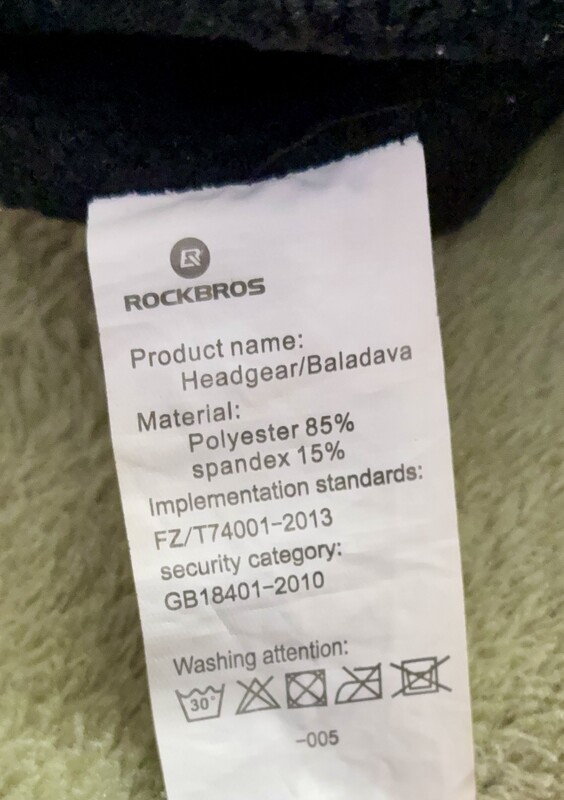 ROCKBROS
Product name:
Headgear/Baladava
Material:
Polyester 85%
spandex 15%
Implementation standards:
FZ/T74001-2013
security category:
GB18401-2010
Washing attention:
30°
-005